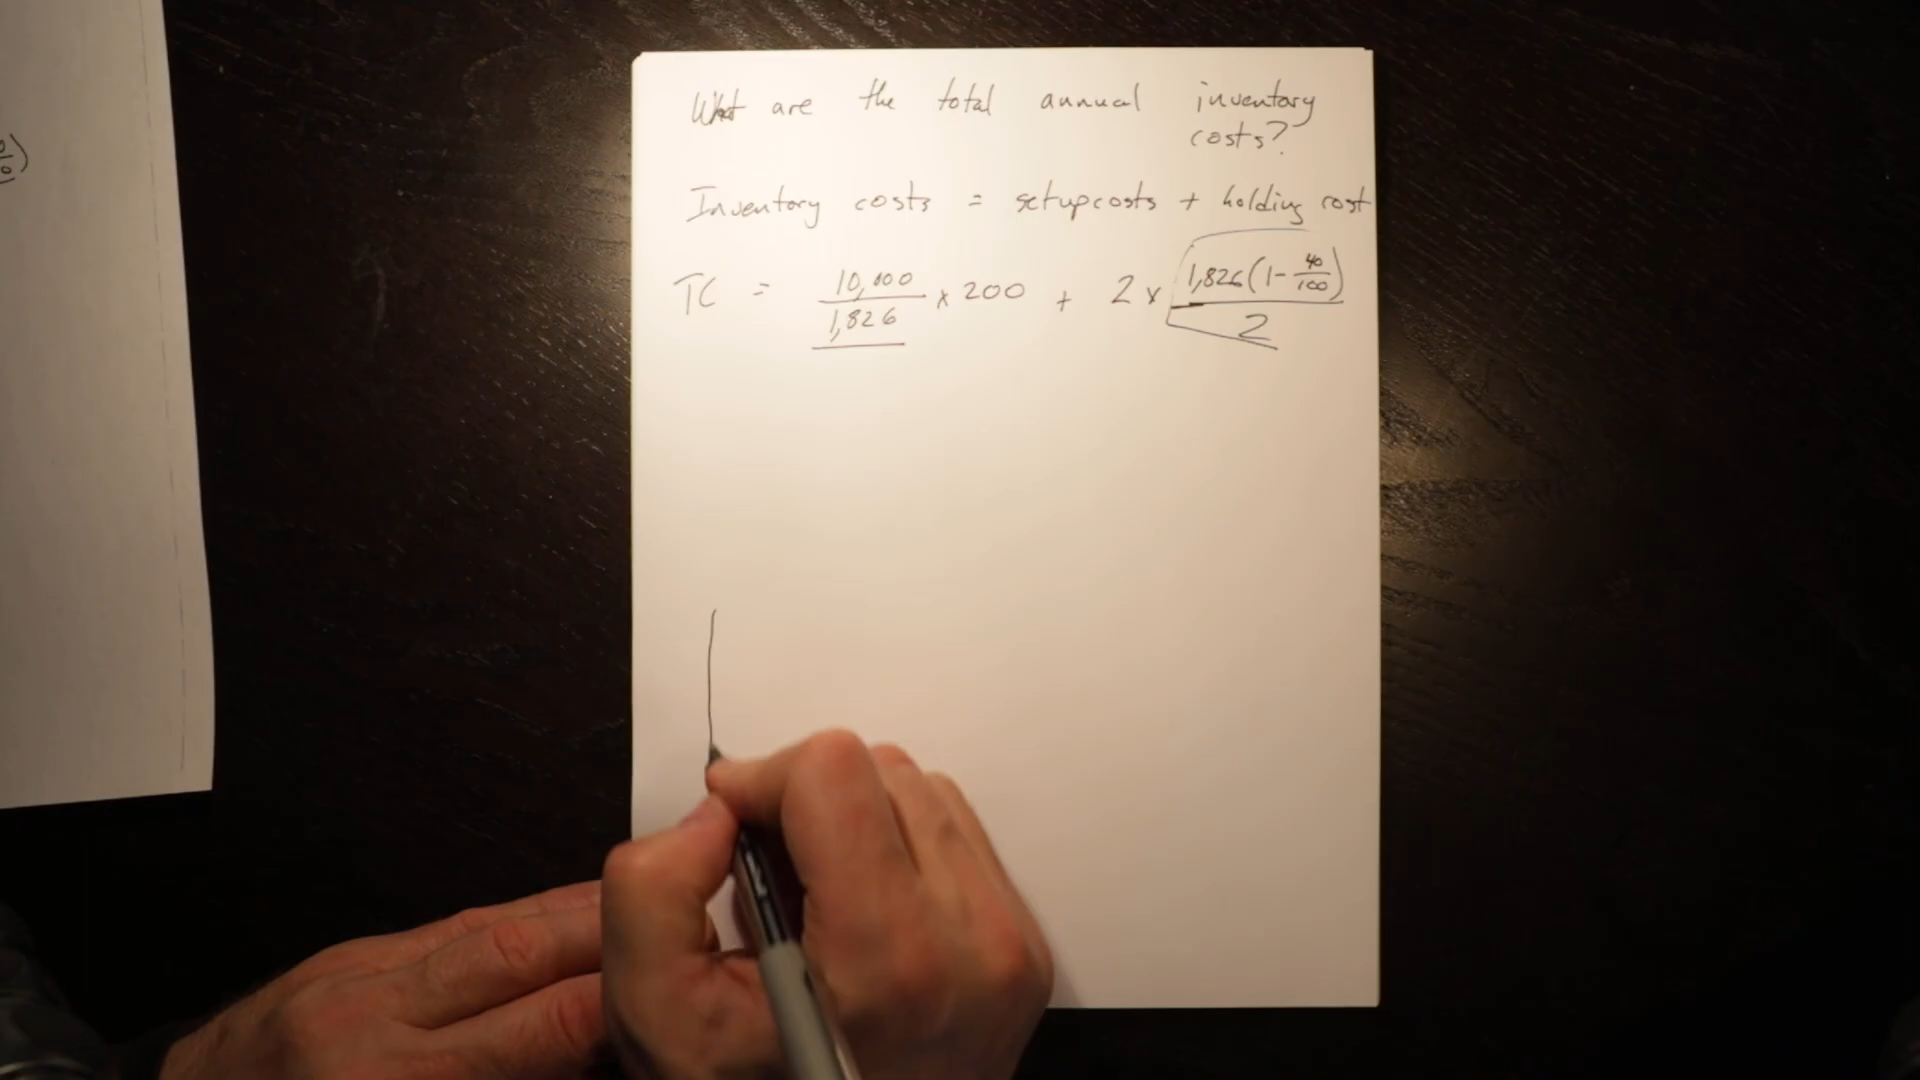 %)
What are the total annual inventory
costs?
Inventory costs = setupcosts + holding cost
TC = 10,000 / 1,826 x 200 + 2 x 1,826(1 - 40/100) / 2